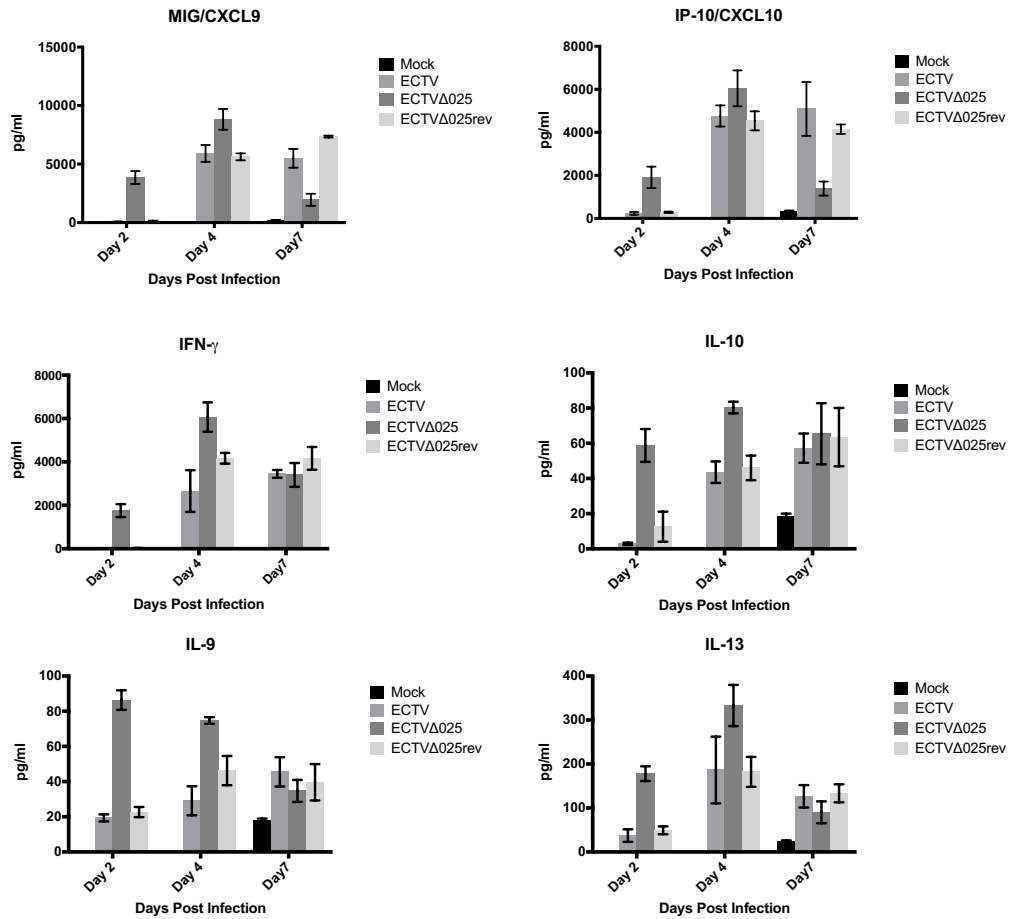 MIG/CXCL9
15000
10000
5000
0
pg/ml
Day 2
Day 4
Day7
Days Post Infection
Mock
ECTV
ECTVΔ025
ECTVΔ025rev
IP-10/CXCL10
8000
6000
4000
2000
0
pg/ml
Day 2
Day 4
Day7
Days Post Infection
Mock
ECTV
ECTVΔ025
ECTVΔ025rev
IFN-γ
8000
6000
4000
2000
0
pg/ml
Day 2
Day 4
Day7
Days Post Infection
Mock
ECTV
ECTVΔ025
ECTVΔ025rev
IL-10
100
80
60
40
20
0
pg/ml
Day 2
Day 4
Day7
Days Post Infection
Mock
ECTV
ECTVΔ025
ECTVΔ025rev
IL-9
100
80
60
40
20
0
pg/ml
Day 2
Day 4
Day7
Days Post Infection
Mock
ECTV
ECTVΔ025
ECTVΔ025rev
IL-13
400
300
200
100
0
pg/ml
Day 2
Day 4
Day7
Days Post Infection
Mock
ECTV
ECTVΔ025
ECTVΔ025rev